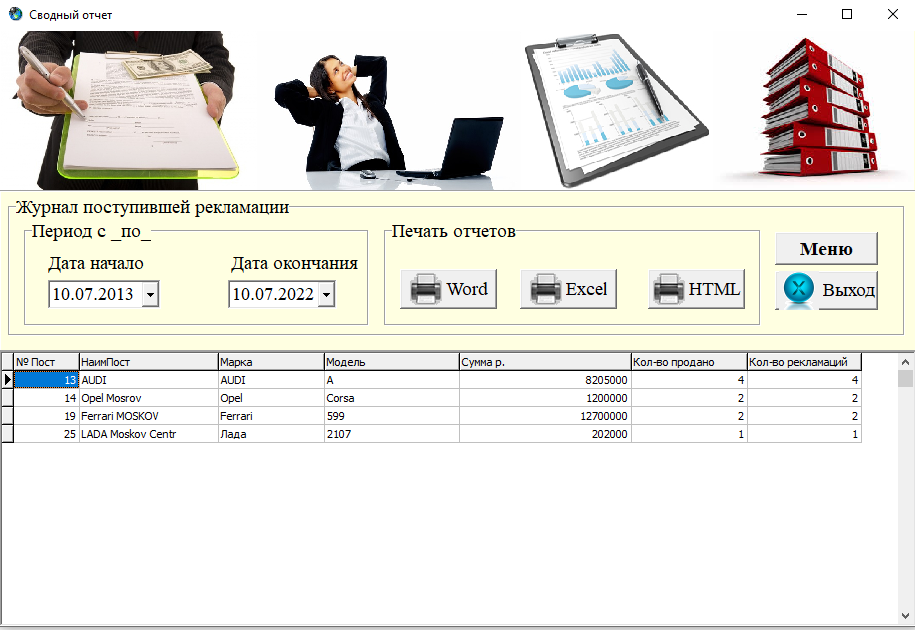 Сводный отчет
Журнал поступившей рекламации
Период с _по_
Печать отчетов
Дата начало Дата окончания
10.07.2013 10.07.2022
Word Excel HTML
Меню
Выход
№ Пост НаимПост Марка Модель Сумма р. Кол-во продано Кол-во рекламаций
13 AUDI AUDI A 8205000 4 4
14 Opel Mosrov Opel Corsa 1200000 2 2
19 Ferrari MOSKOV Ferrari 599 12700000 2 2
25 LADA Moskov Centr Лада 2107 202000 1 1